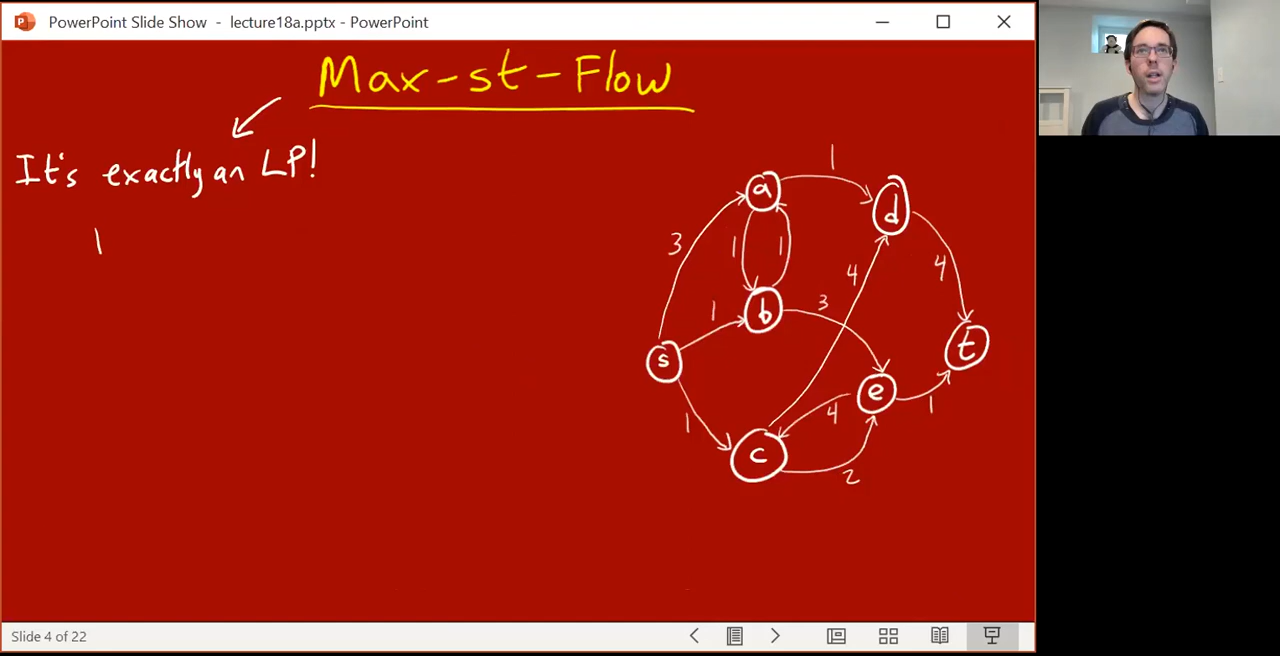 PowerPoint Slide Show - lecture18a.pptx - PowerPoint
Max-st-Flow
It's exactly an LP!
1
a
d
3
1
1
4
4
b
1
3
s
t
e
4
1
1
c
2
Slide 4 of 22